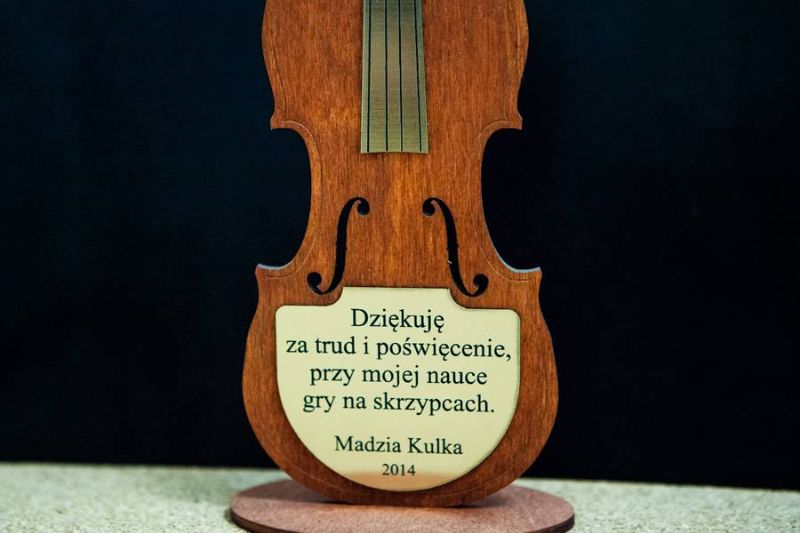 Dziękuję
za trud i poświęcenie,
przy mojej nauce
gry na skrzypcach.
Madzia Kulka
2014